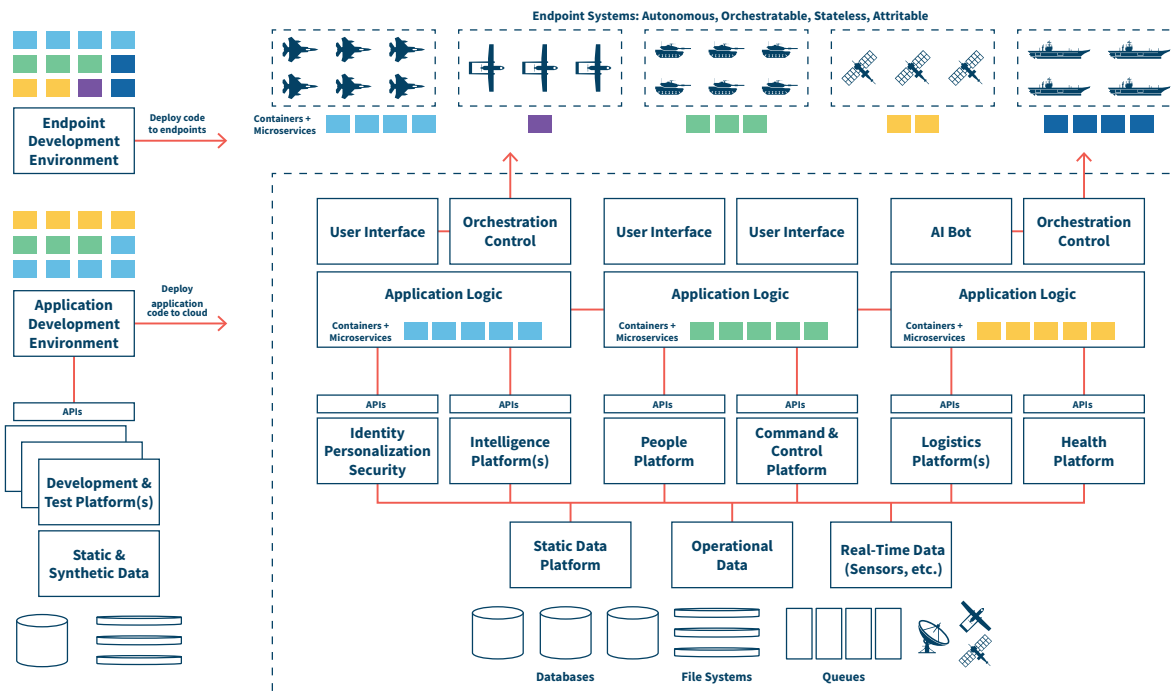 Endpoint Systems: Autonomous, Orchestratable, Stateless, Attritable
Containers +
Microservices
Endpoint
Development
Environment
Deploy code
to endpoints
Application
Development
Environment
Deploy
application
code to cloud
APIs
Development &
Test Platform(s)
Static &
Synthetic Data
User Interface
Orchestration
Control
User Interface
User Interface
AI Bot
Orchestration
Control
Application Logic
Containers +
Microservices
Application Logic
Containers +
Microservices
Application Logic
Containers +
Microservices
APIs
APIs
APIs
APIs
APIs
APIs
Identity
Personalization
Security
Intelligence
Platform(s)
People
Platform
Command &
Control
Platform
Logistics
Platform(s)
Health
Platform
Static Data
Platform
Operational
Data
Real-Time Data
(Sensors, etc.)
Databases
File Systems
Queues